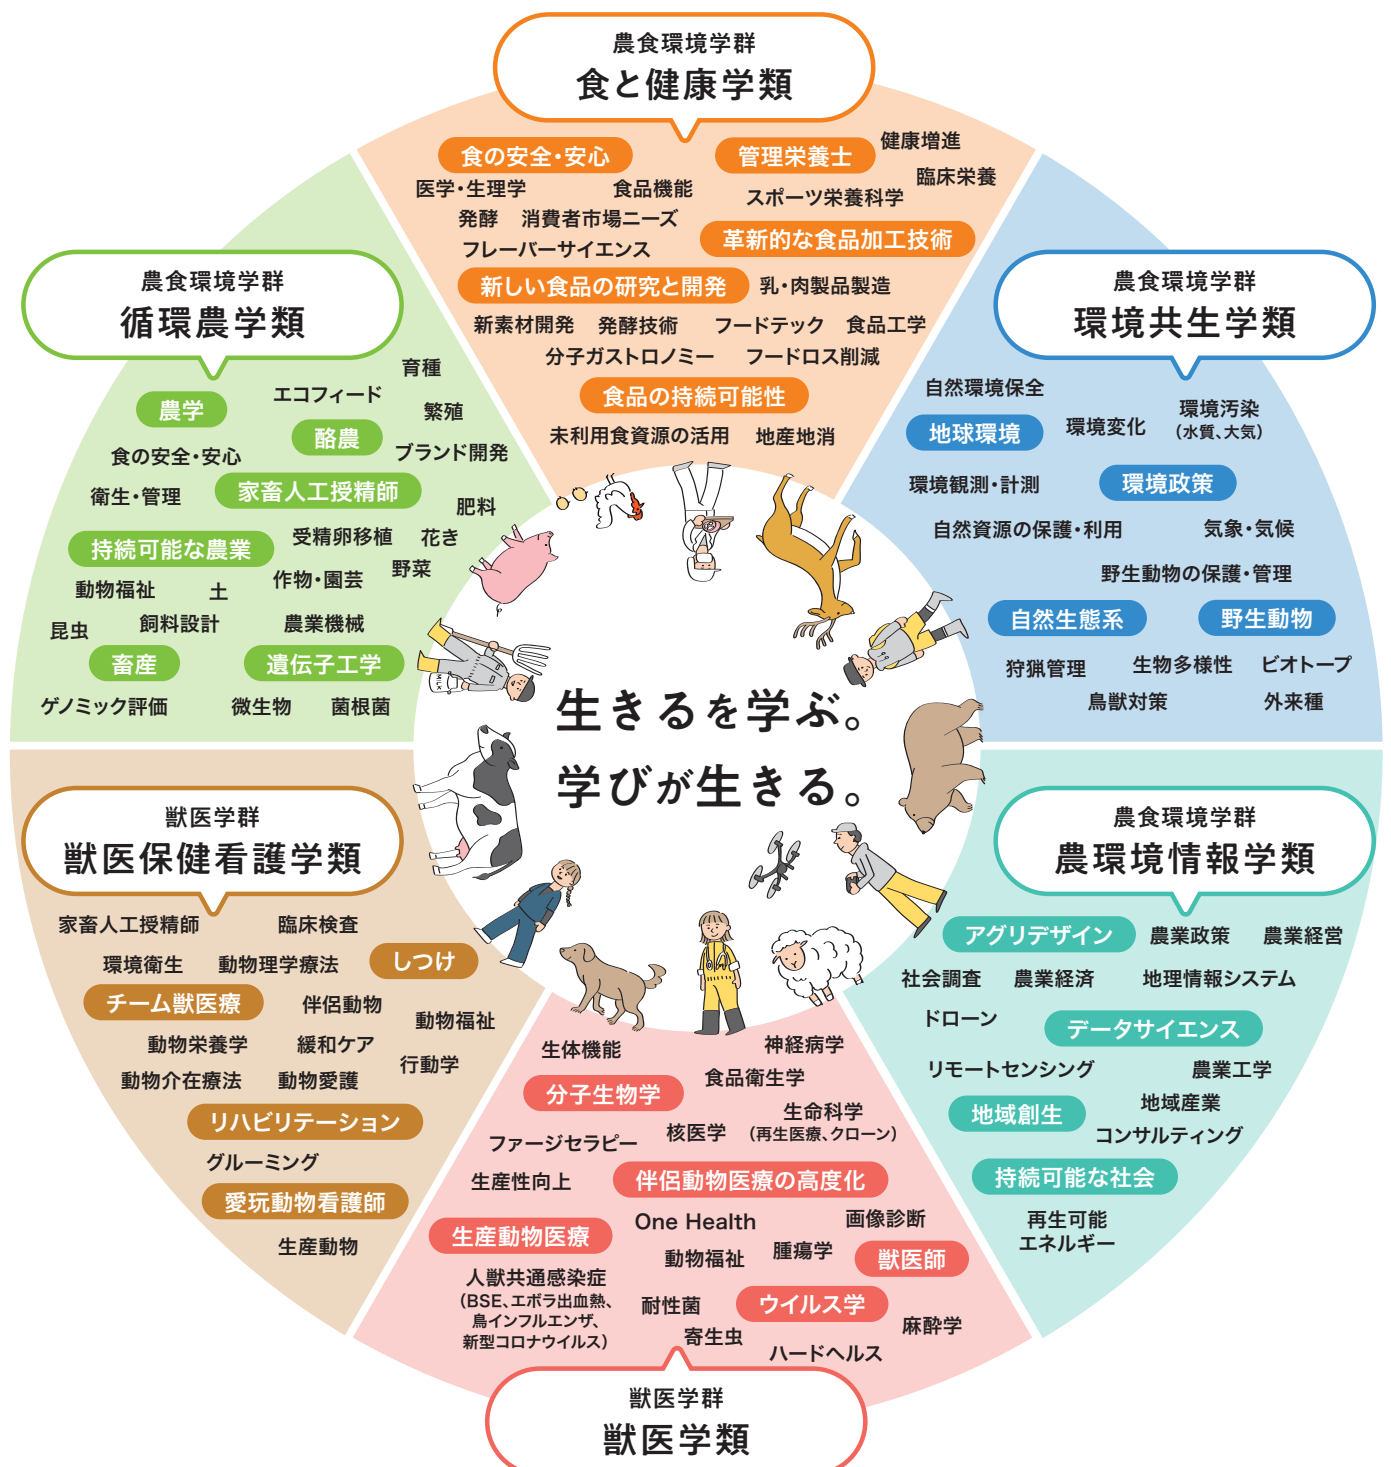 農食環境学群
食と健康学類
食の安全・安心
管理栄養士
健康増進
臨床栄養
医学・生理学
食品機能
スポーツ栄養科学
発酵
消費者市場ニーズ
フレーバーサイエンス
革新的な食品加工技術
新しい食品の研究と開発
乳・肉製品製造
新素材開発
発酵技術
フードテック
食品工学
分子ガストロノミー
フードロス削減
食品の持続可能性
未利用食資源の活用
地産地消
農食環境学群
環境共生学類
自然環境保全
地球環境
環境変化
環境汚染
（水質、大気）
環境観測・計測
環境政策
自然資源の保護・利用
気象・気候
野生動物の保護・管理
自然生態系
野生動物
狩猟管理
生物多様性
ビオトープ
鳥獣対策
外来種
農食環境学群
農環境情報学類
アグリデザイン
農業政策
農業経営
社会調査
農業経済
地理情報システム
ドローン
データサイエンス
リモートセンシング
農業工学
地域創生
地域産業
コンサルティング
持続可能な社会
再生可能
エネルギー
生体機能
神経病学
分子生物学
食品衛生学
生命科学
（再生医療、クローン）
ファージセラピー
核医学
生産性向上
伴侶動物医療の高度化
生産動物医療
One Health
画像診断
動物福祉
腫瘍学
獣医師
人獣共通感染症
（BSE、エボラ出血熱、
鳥インフルエンザ、
新型コロナウイルス）
耐性菌
ウイルス学
寄生虫
麻酔学
ハードヘルス
獣医学群
獣医学類
獣医学群
獣医保健看護学類
家畜人工授精師
臨床検査
環境衛生
動物理学療法
しつけ
チーム獣医療
伴侶動物
動物福祉
動物栄養学
緩和ケア
行動学
動物介在療法
動物愛護
リハビリテーション
グルーミング
愛玩動物看護師
生産動物
農食環境学群
循環農学類
育種
農学
エコフィード
繁殖
酪農
食の安全・安心
ブランド開発
衛生・管理
家畜人工授精師
肥料
持続可能な農業
受精卵移植
花き
動物福祉
土
作物・園芸
野菜
昆虫
飼料設計
農業機械
畜産
遺伝子工学
ゲノミック評価
微生物
菌根菌
MILK
生きるを学ぶ。
学びが生きる。